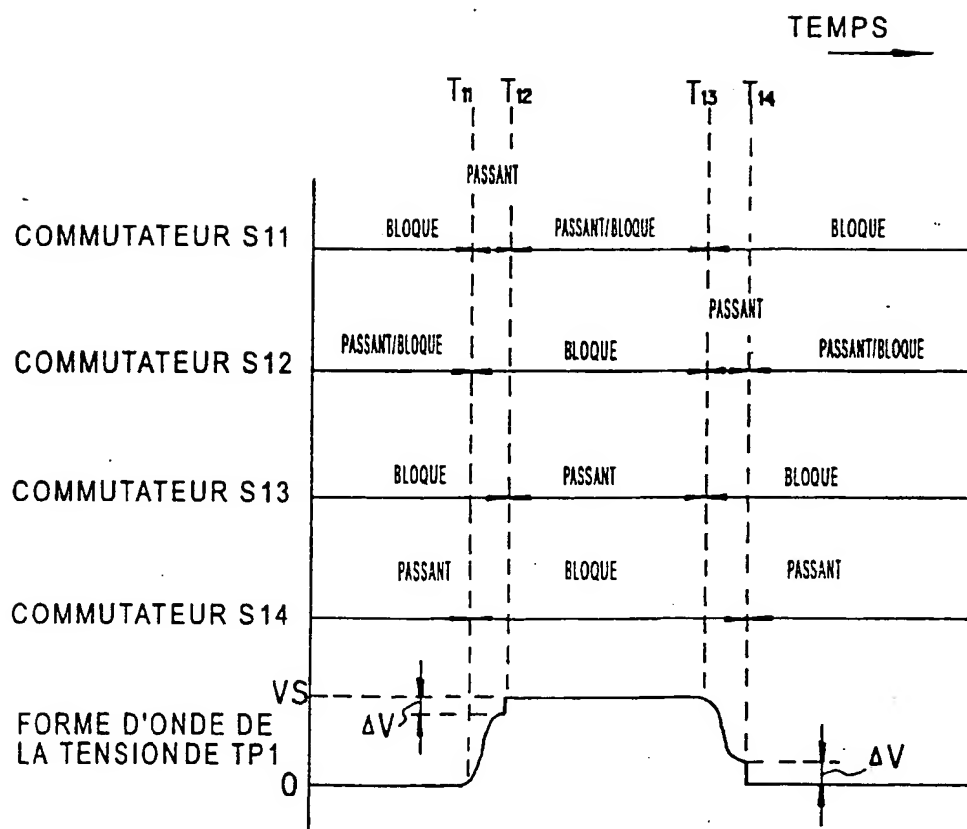 TEMPS
T11 T12 T13 T14
PASSANT
COMMUTATEUR S11 BLOQUE PASSANT/BLOQUE BLOQUE
PASSANT
COMMUTATEUR S12 PASSANT/BLOQUE BLOQUE PASSANT/BLOQUE
COMMUTATEUR S13 BLOQUE PASSANT BLOQUE
COMMUTATEUR S14 PASSANT BLOQUE PASSANT
VS
ΔV
FORME D'ONDE DE
LA TENSIONDE TP1
ΔV
0